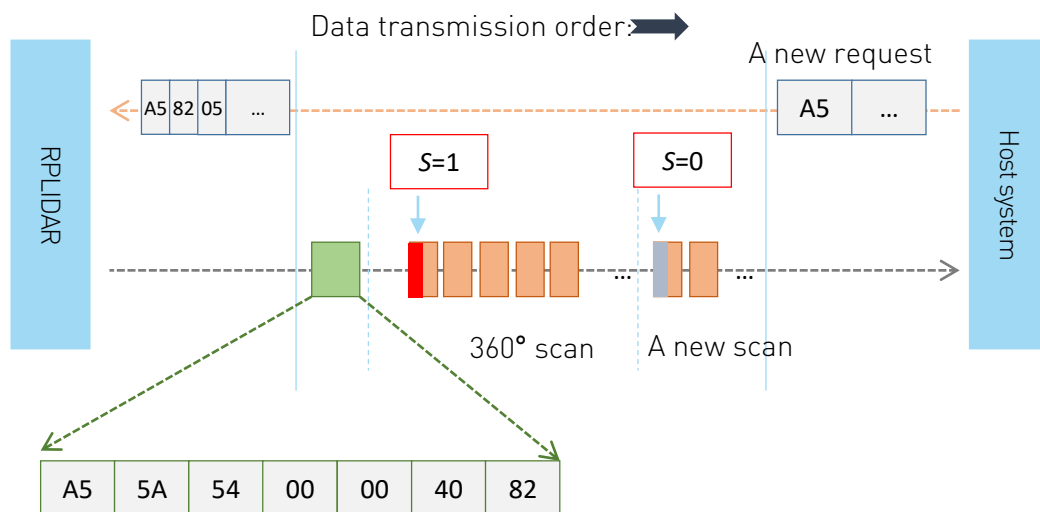 Data transmission order:
A new request
A5 82 05 ...
A5 ...
RPLIDAR
Host system
S=1
S=0
...
...
360° scan
A new scan
A5 5A 54 00 00 40 82